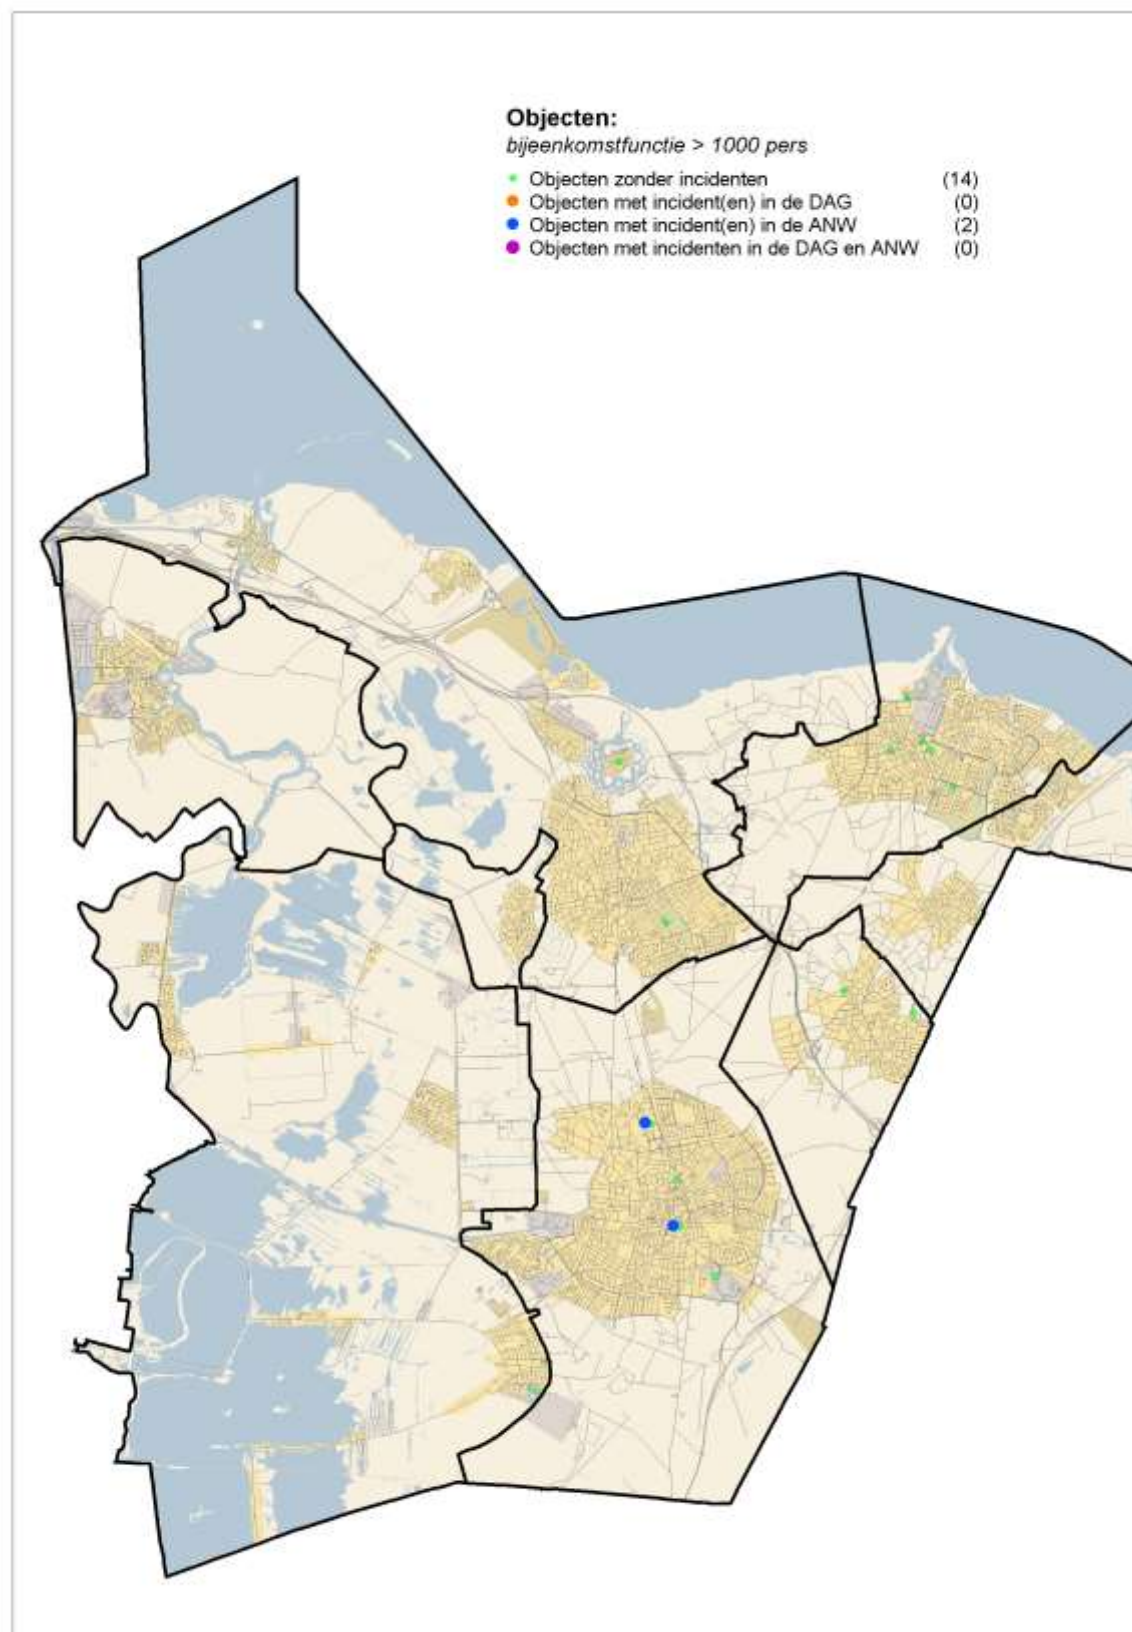 Objecten:
bijeenkomstfunctie > 1000 pers
Objecten zonder incidenten (14)
Objecten met incident(en) in de DAG (0)
Objecten met incident(en) in de ANW (2)
Objecten met incidenten in de DAG en ANW (0)